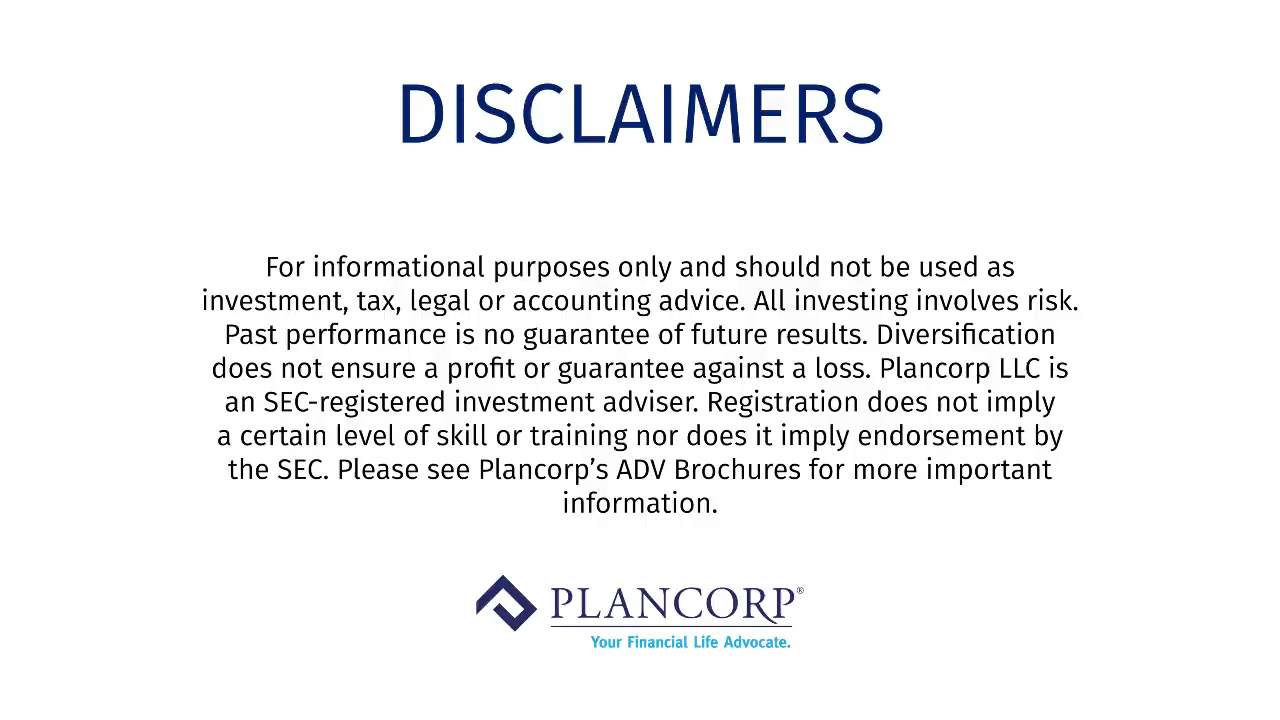 DISCLAIMERS
For informational purposes only and should not be used as
investment, tax, legal or accounting advice. All investing involves risk.
Past performance is no guarantee of future results. Diversification
does not ensure a profit or guarantee against a loss. Plancorp LLC is
an SEC-registered investment adviser. Registration does not imply
a certain level of skill or training nor does it imply endorsement by
the SEC. Please see Plancorp’s ADV Brochures for more important
information.
PLANCORP®
Your Financial Life Advocate.